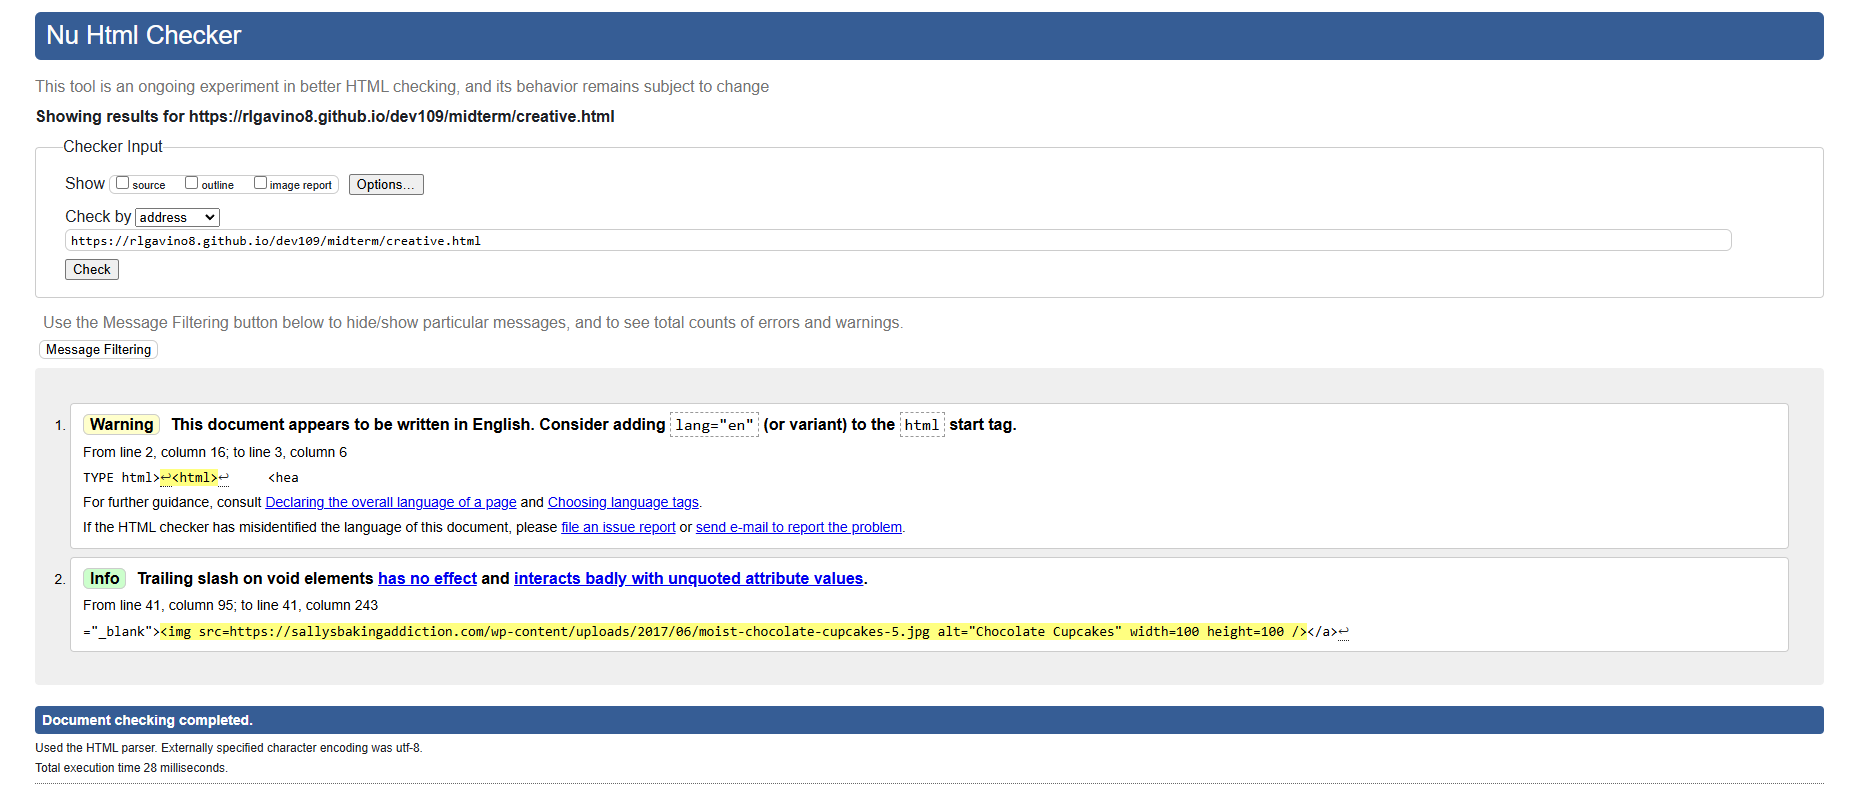 Nu Html Checker
This tool is an ongoing experiment in better HTML checking, and its behavior remains subject to change
Showing results for https://rlgavino8.github.io/dev109/midterm/creative.html
Checker Input
Show source outline image report Options...
Check by address
https://rlgavino8.github.io/dev109/midterm/creative.html
Check
Use the Message Filtering button below to hide/show particular messages, and to see total counts of errors and warnings.
Message Filtering
1. Warning This document appears to be written in English. Consider adding lang="en" (or variant) to the html start tag.
From line 2, column 16; to line 3, column 6
TYPE html>↩<html>↩ <hea
For further guidance, consult Declaring the overall language of a page and Choosing language tags.
If the HTML checker has misidentified the language of this document, please file an issue report or send e-mail to report the problem.
2. Info Trailing slash on void elements has no effect and interacts badly with unquoted attribute values.
From line 41, column 95; to line 41, column 243
="_blank"><img src=https://sallysbakingaddiction.com/wp-content/uploads/2017/06/moist-chocolate-cupcakes-5.jpg alt="Chocolate Cupcakes" width=100 height=100 /></a>↩
Document checking completed.
Used the HTML parser. Externally specified character encoding was utf-8.
Total execution time 28 milliseconds.